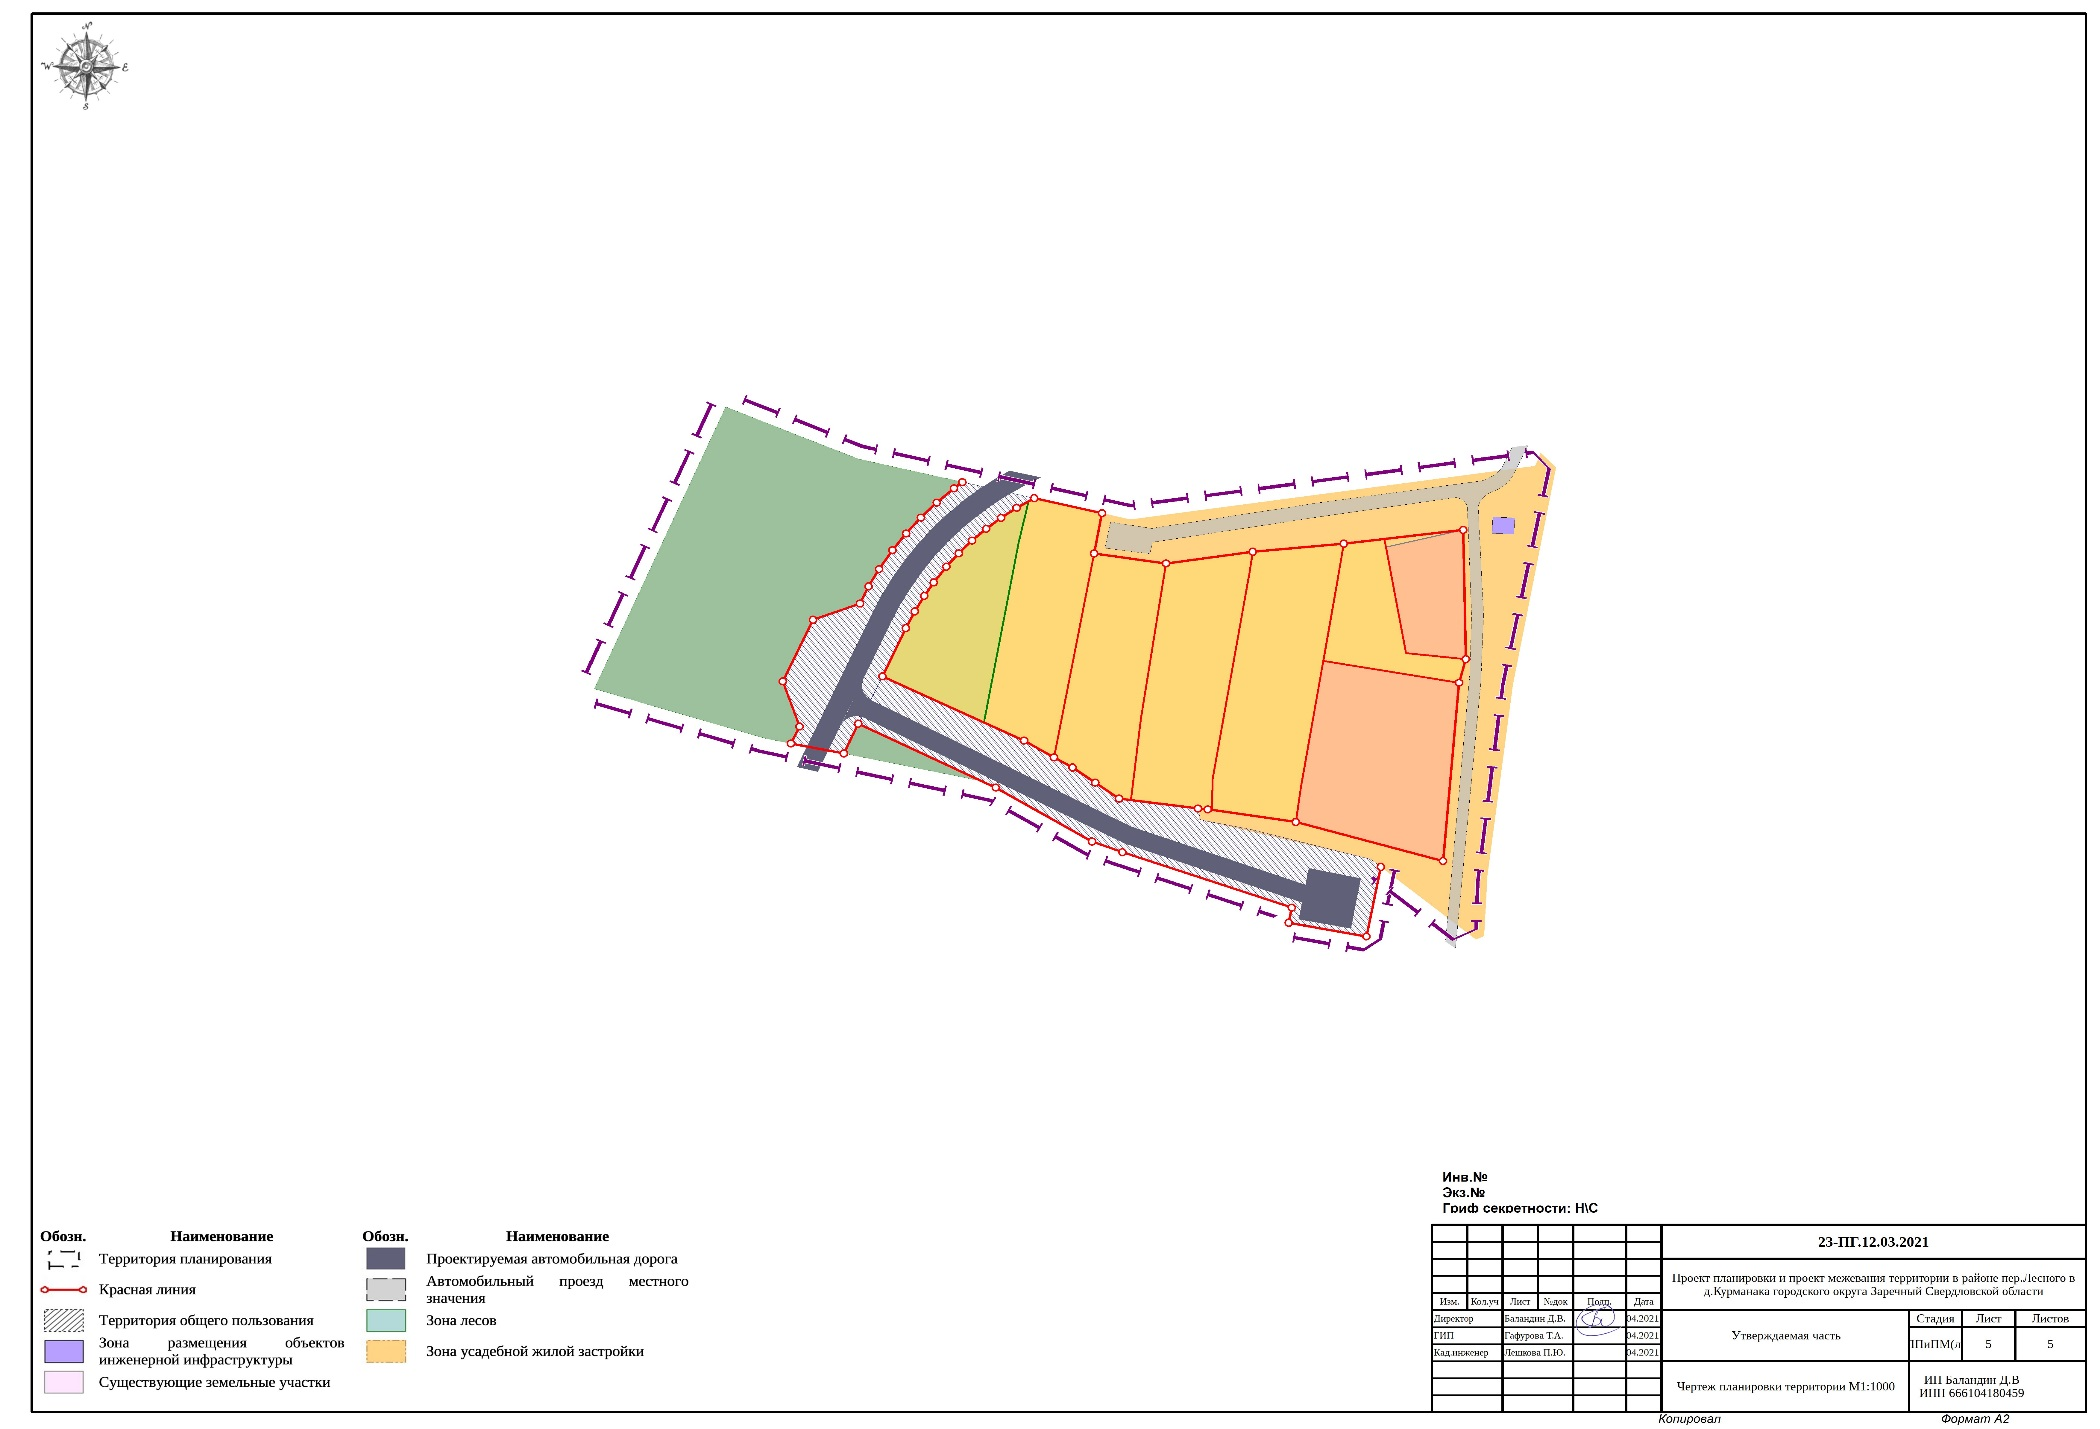 N
W
E
S
Инв.№
Экз.№
Гриф секретности: Н\С
Обозн. Наименование Обозн. Наименование
Территория планирования
Красная линия
Территория общего пользования
Зона размещения объектов
инженерной инфраструктуры
Существующие земельные участки
Проектируемая автомобильная дорога
Автомобильный проезд местного
значения
Зона лесов
Зона усадебной жилой застройки
23-ПГ.12.03.2021
Проект планировки и проект межевания территории в районе пер.Лесного в
д.Курманака городского округа Заречный Свердловской области
Изм. Кол.уч Лист №док Подп. Дата
Директор Баландин Д.В. 04.2021
ГИП Гафурова Т.А. 04.2021
Кад.инженер Лешкова П.Ю. 04.2021
Утверждаемая часть
Стадия Лист Листов
ППиПМ(л 5 5
Чертеж планировки территории М1:1000
ИП Баландин Д.В
ИНН 666104180459
Копировал Формат А2